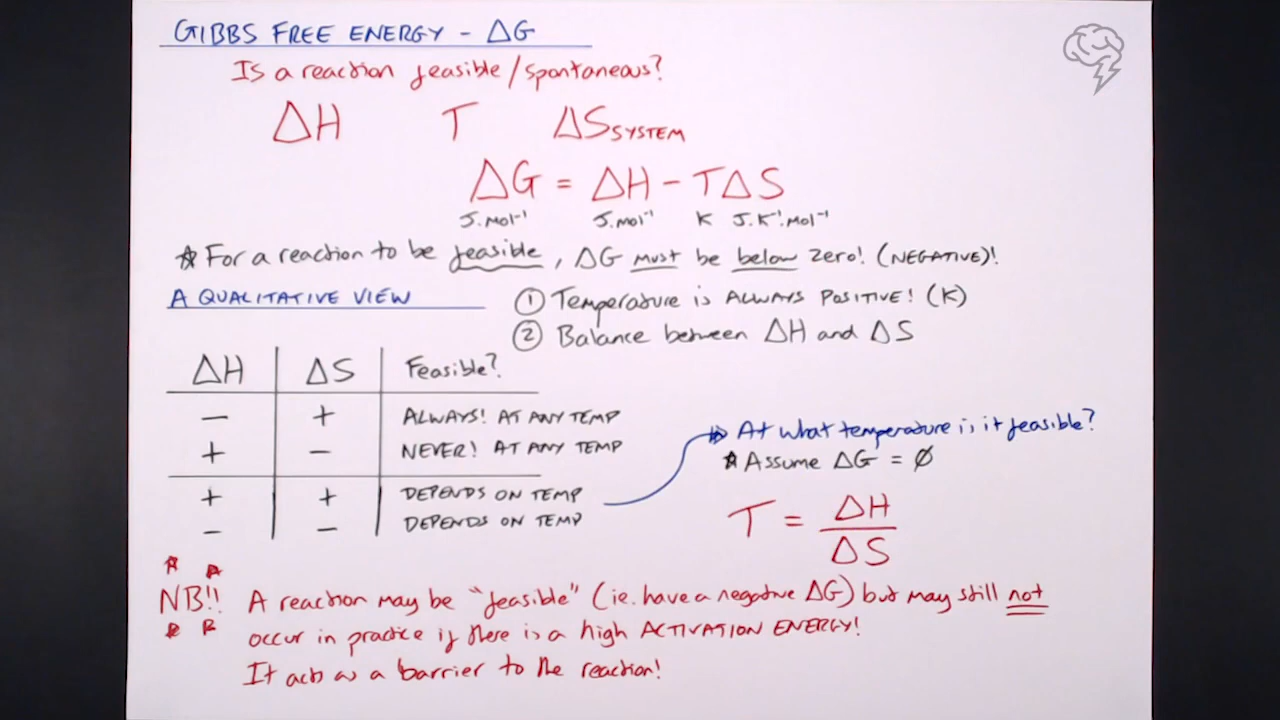 GIBBS FREE ENERGY - ΔG
Is a reaction feasible/spontaneous?
ΔH T ΔS SYSTEM
ΔG = ΔH - TΔS
J.mol⁻¹ J.mol⁻¹ K J.K⁻¹.mol⁻¹
☆ For a reaction to be feasible, ΔG must be below zero! (NEGATIVE)!
A QUALITATIVE VIEW
① Temperature is ALWAYS POSITIVE! (K)
② Balance between ΔH and ΔS
ΔH ΔS Feasible?
− + ALWAYS! AT ANY TEMP
+ − NEVER! AT ANY TEMP
+ + DEPENDS ON TEMP
− − DEPENDS ON TEMP
At what temperature is it feasible?
☆ Assume ΔG = Ø
T = ΔH
ΔS
NB!! A reaction may be "feasible" (ie. have a negative ΔG) but may still not
occur in practice if there is a high ACTIVATION ENERGY!
It acts as a barrier to the reaction!